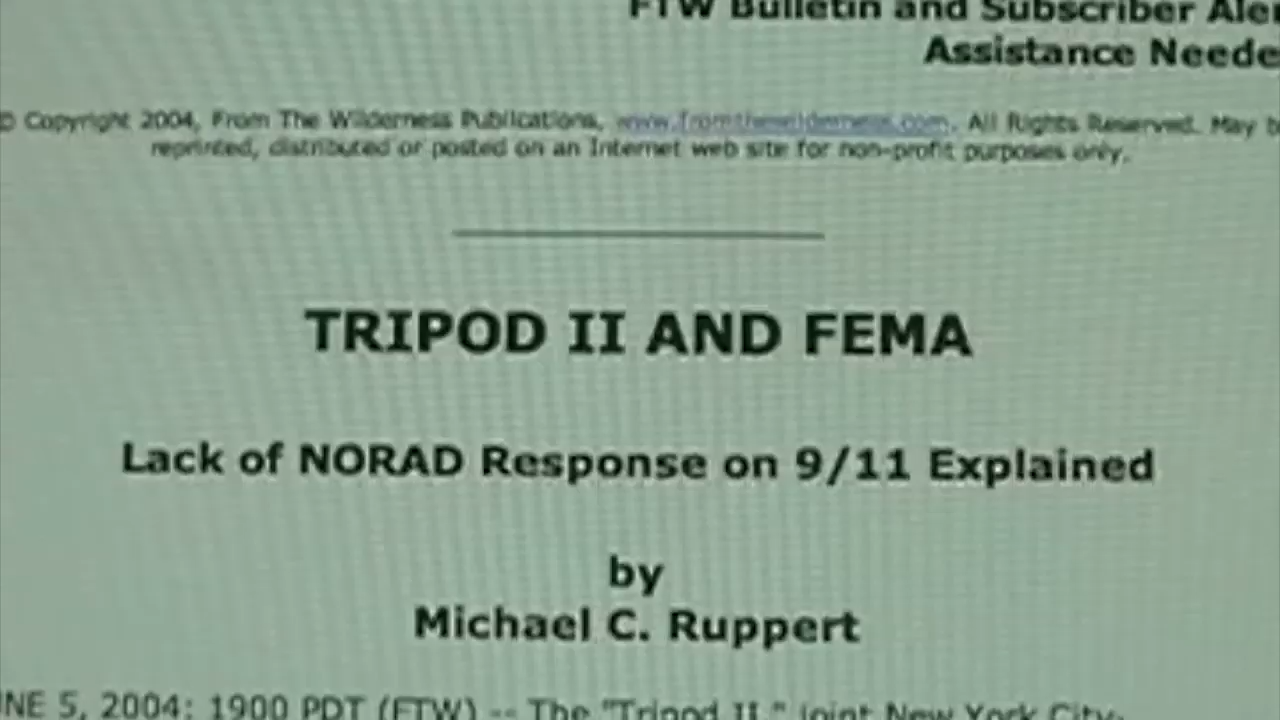 FTW Bulletin and Subscriber Aler
Assistance Neede
© Copyright 2004, From The Wilderness Publications, www.fromthewilderness.com. All Rights Reserved. May b
reprinted, distributed or posted on an Internet web site for non-profit purposes only.
TRIPOD II AND FEMA
Lack of NORAD Response on 9/11 Explained
by
Michael C. Ruppert
UNE 5, 2004: 1900 PDT (FTW) -- The "Tripod II," joint New York City-